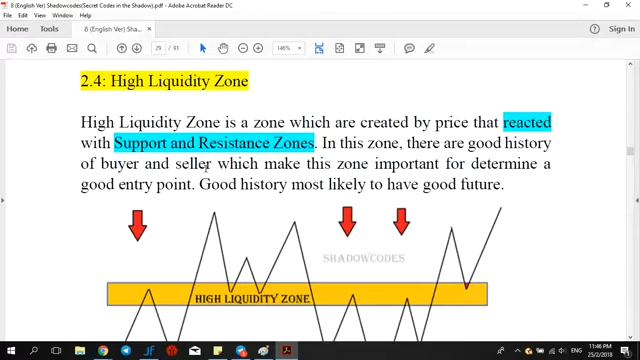 8 (English Ver) Shadowcodes(Secret Codes in the Shadow).pdf - Adobe Acrobat Reader DC
File Edit View Window Help
Home Tools 8 (English Ver) Shad... × Sign In
29 / 91 146%
2.4: High Liquidity Zone
High Liquidity Zone is a zone which are created by price that reacted
with Support and Resistance Zones. In this zone, there are good history
of buyer and seller which make this zone important for determine a
good entry point. Good history most likely to have good future.
SHADOWCODES
HIGH LIQUIDITY ZONE
11:46 PM
25/2/2018